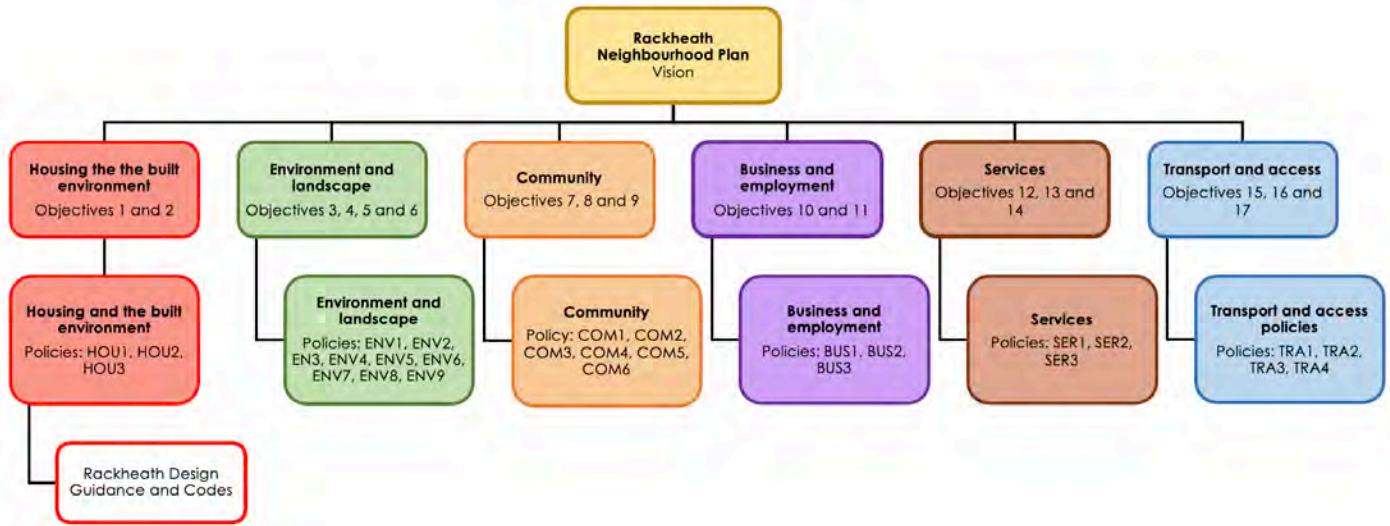 Rackheath
Neighbourhood Plan
Vision
Housing the the built
environment
Objectives 1 and 2
Environment and
landscape
Objectives 3, 4, 5 and 6
Community
Objectives 7, 8 and 9
Business and
employment
Objectives 10 and 11
Services
Objectives 12, 13 and
14
Transport and access
Objectives 15, 16 and
17
Housing and the built
environment
Policies: HOU1, HOU2,
HOU3
Environment and
landscape
Policies: ENV1, ENV2,
EN3, ENV4, ENV5, ENV6,
ENV7, ENV8, ENV9
Community
Policy: COM1, COM2,
COM3, COM4, COM5,
COM6
Business and
employment
Policies: BUS1, BUS2,
BUS3
Services
Policies: SER1, SER2,
SER3
Transport and access
policies
Policies: TRA1, TRA2,
TRA3, TRA4
Rackheath Design
Guidance and Codes